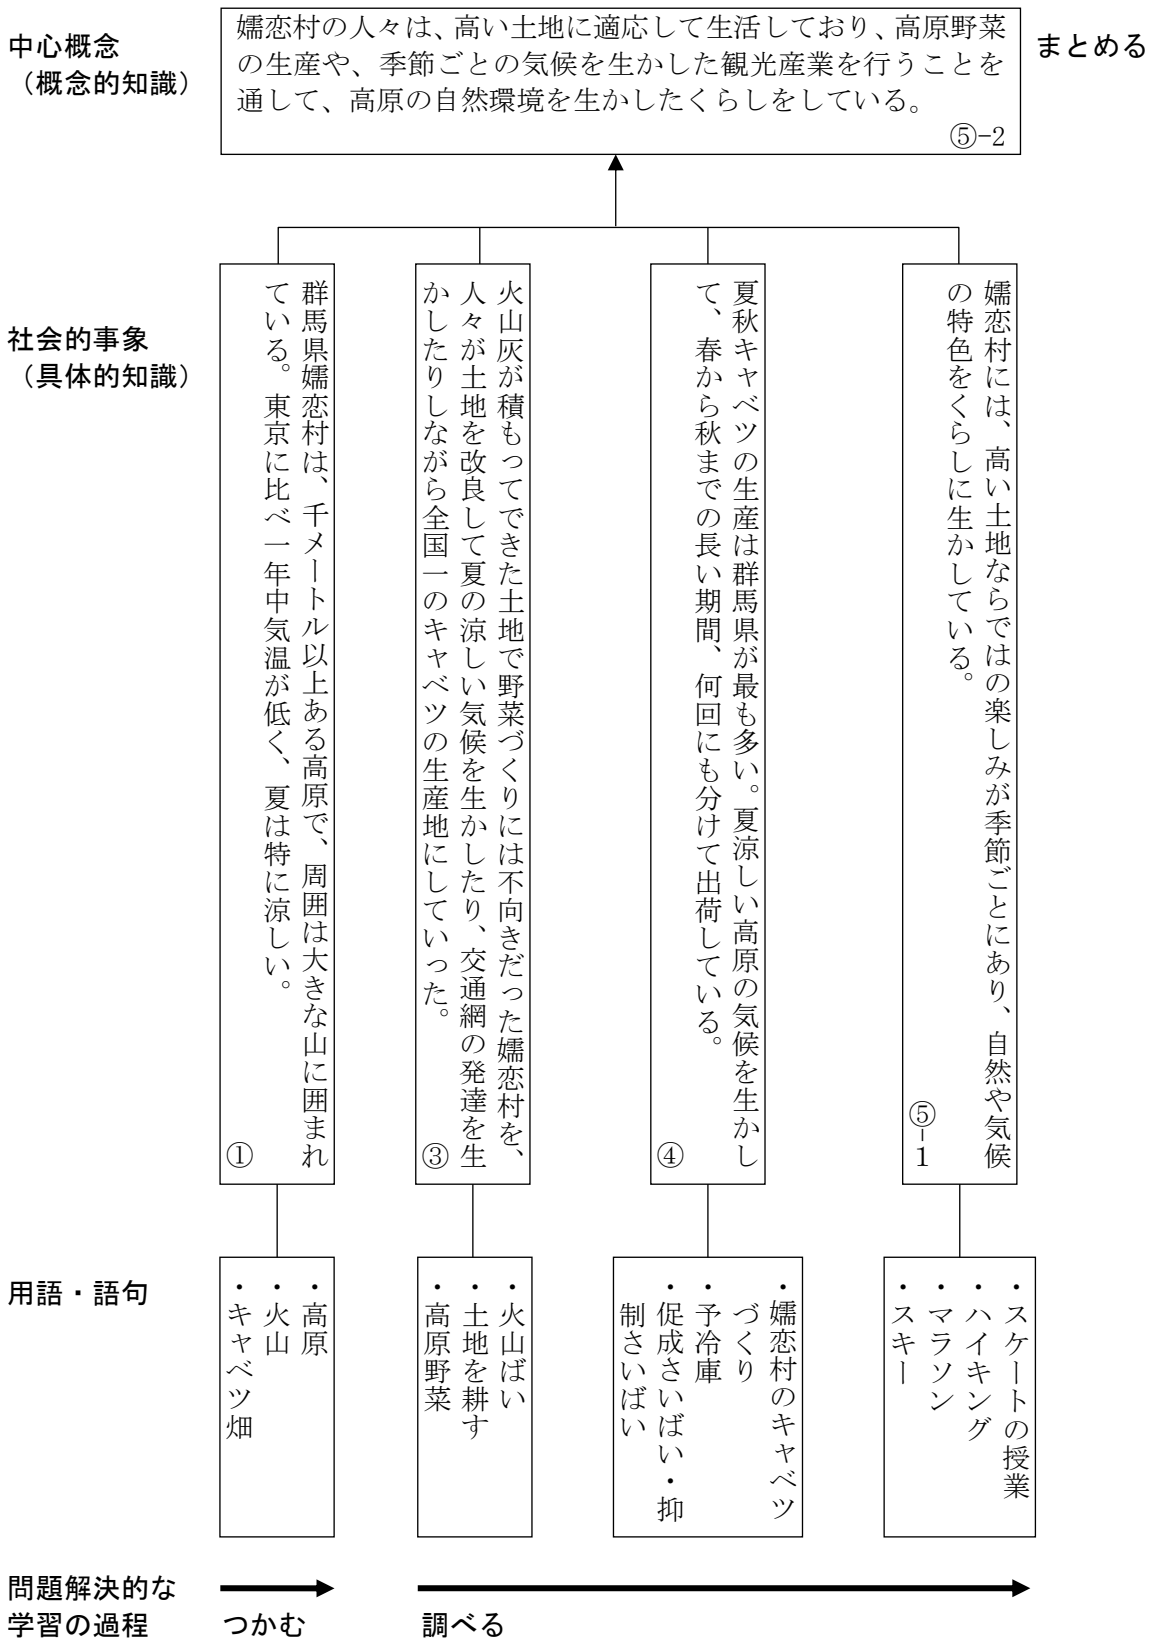 中心概念
（概念的知識）
嬬恋村の人々は、高い土地に適応して生活しており、高原野菜
の生産や、季節ごとの気候を生かした観光産業を行うことを
通して、高原の自然環境を生かしたくらしをしている。
⑤-2
まとめる
社会的事象
（具体的知識）
群馬県嬬恋村は、千メートル以上ある高原で、周囲は大きな山に囲まれ
ている。東京に比べ一年中気温が低く、夏は特に涼しい。
①
火山灰が積もってできた土地で野菜づくりには不向きだった嬬恋村を、
人々が土地を改良して夏の涼しい気候を生かしたり、交通網の発達を生
かしたりしながら全国一のキャベツの生産地にしていった。
③
夏秋キャベツの生産は群馬県が最も多い。夏涼しい高原の気候を生かし
て、春から秋までの長い期間、何回にも分けて出荷している。
④
嬬恋村には、高い土地ならではの楽しみが季節ごとにあり、自然や気候
の特色をくらしに生かしている。
⑤-1
用語・語句
・高原
・火山
・キャベツ畑
・火山ばい
・土地を耕す
・高原野菜
・嬬恋村のキャベツ
づくり
・予冷庫
・促成さいばい・抑
制さいばい
・スケートの授業
・ハイキング
・マラソン
・スキー
問題解決的な
学習の過程
つかむ
調べる